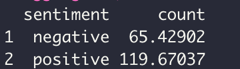 sentiment count
1 negative 65.42902
2 positive 119.67037